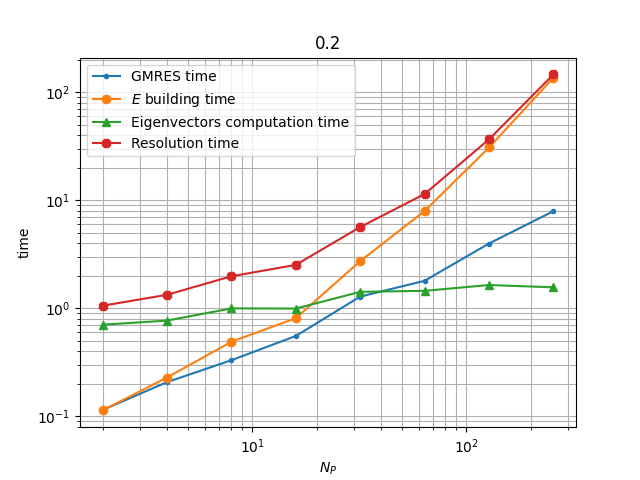 0.2
GMRES time
E building time
Eigenvectors computation time
Resolution time
time
10²
10¹
10⁰
10⁻¹
10¹ 10²
N_P